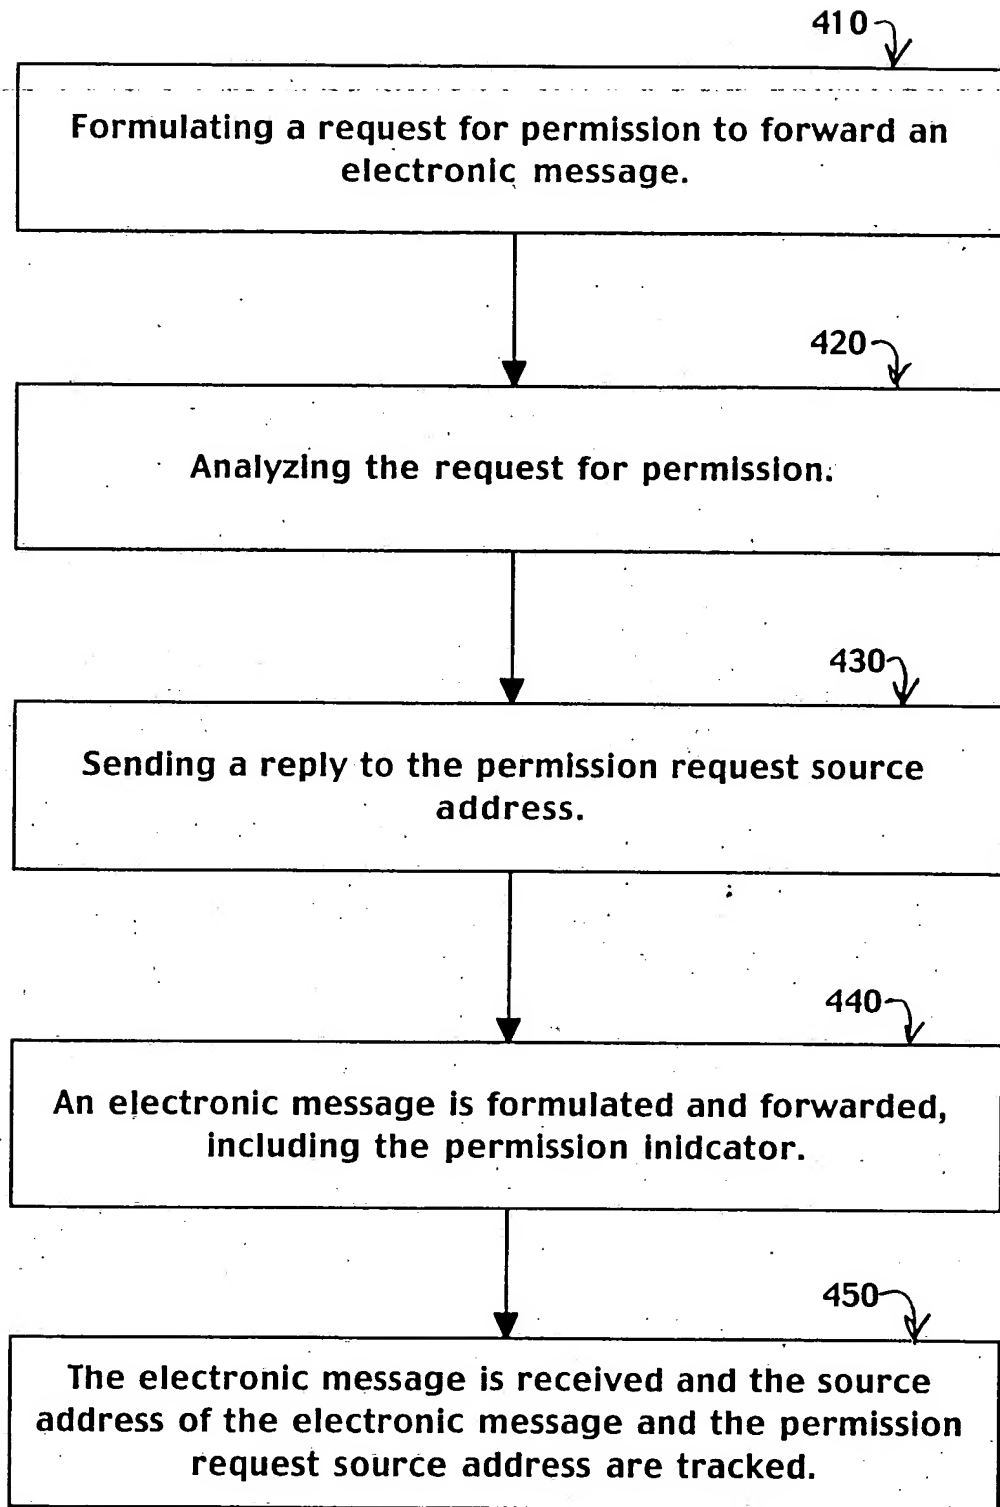 410
Formulating a request for permission to forward an
electronic message.
420
Analyzing the request for permission.
430
Sending a reply to the permission request source
address.
440
An electronic message is formulated and forwarded,
including the permission inidcator.
450
The electronic message is received and the source
address of the electronic message and the permission
request source address are tracked.